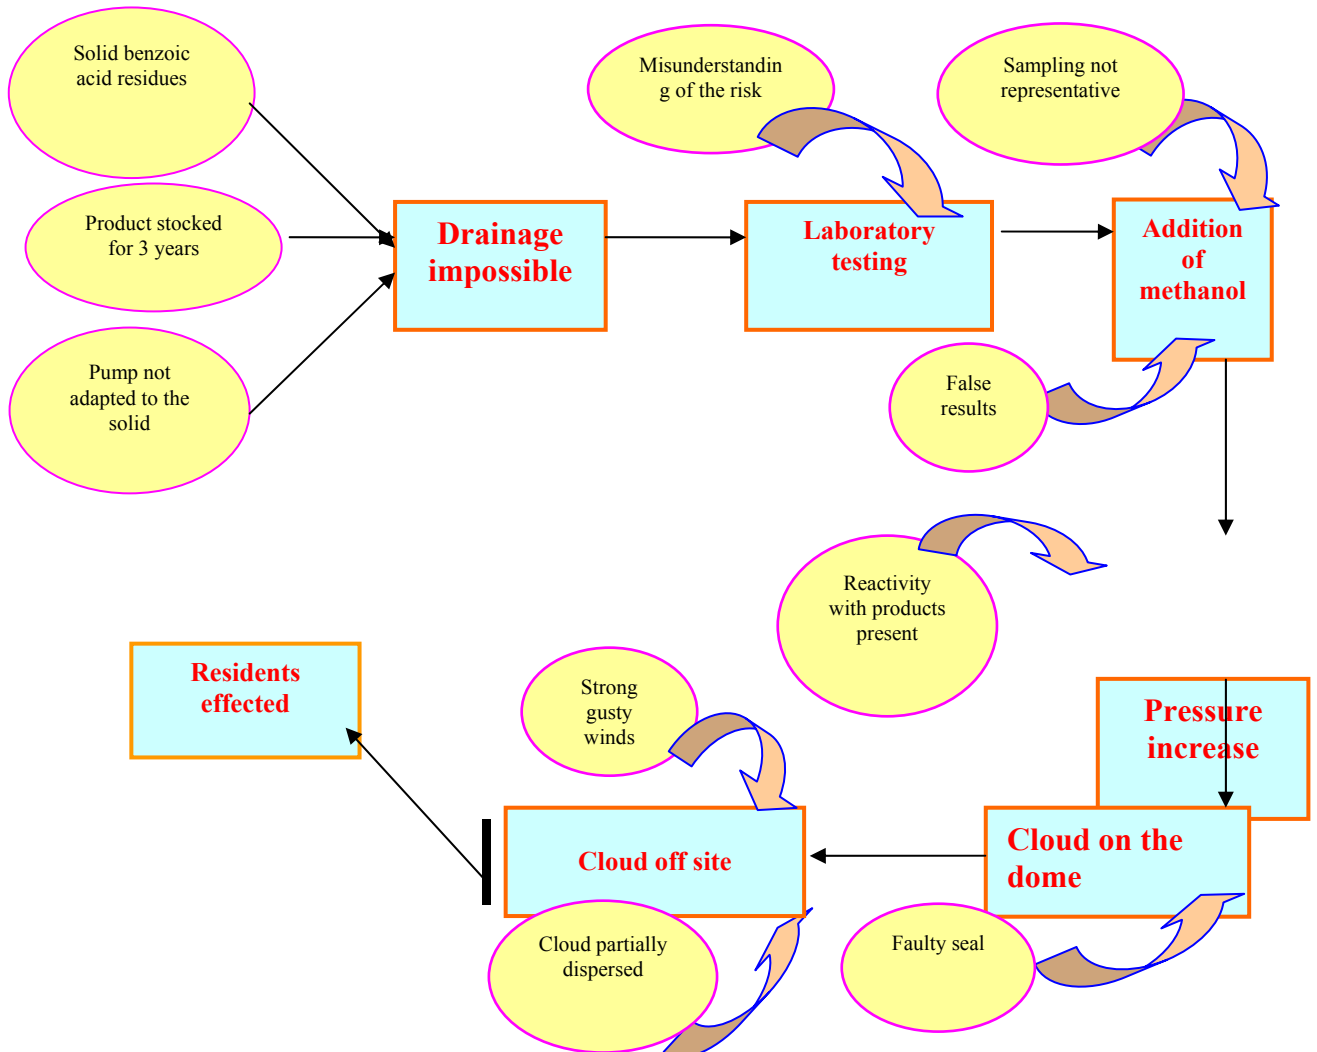 Solid benzoic
acid residues
Product stocked
for 3 years
Pump not
adapted to the
solid
Drainage
impossible
Misunderstandin
g of the risk
Laboratory
testing
Sampling not
representative
Addition
of
methanol
False
results
Reactivity
with products
present
Pressure
increase
Cloud on the
dome
Faulty seal
Strong
gusty
winds
Cloud off site
Cloud partially
dispersed
Residents
effected